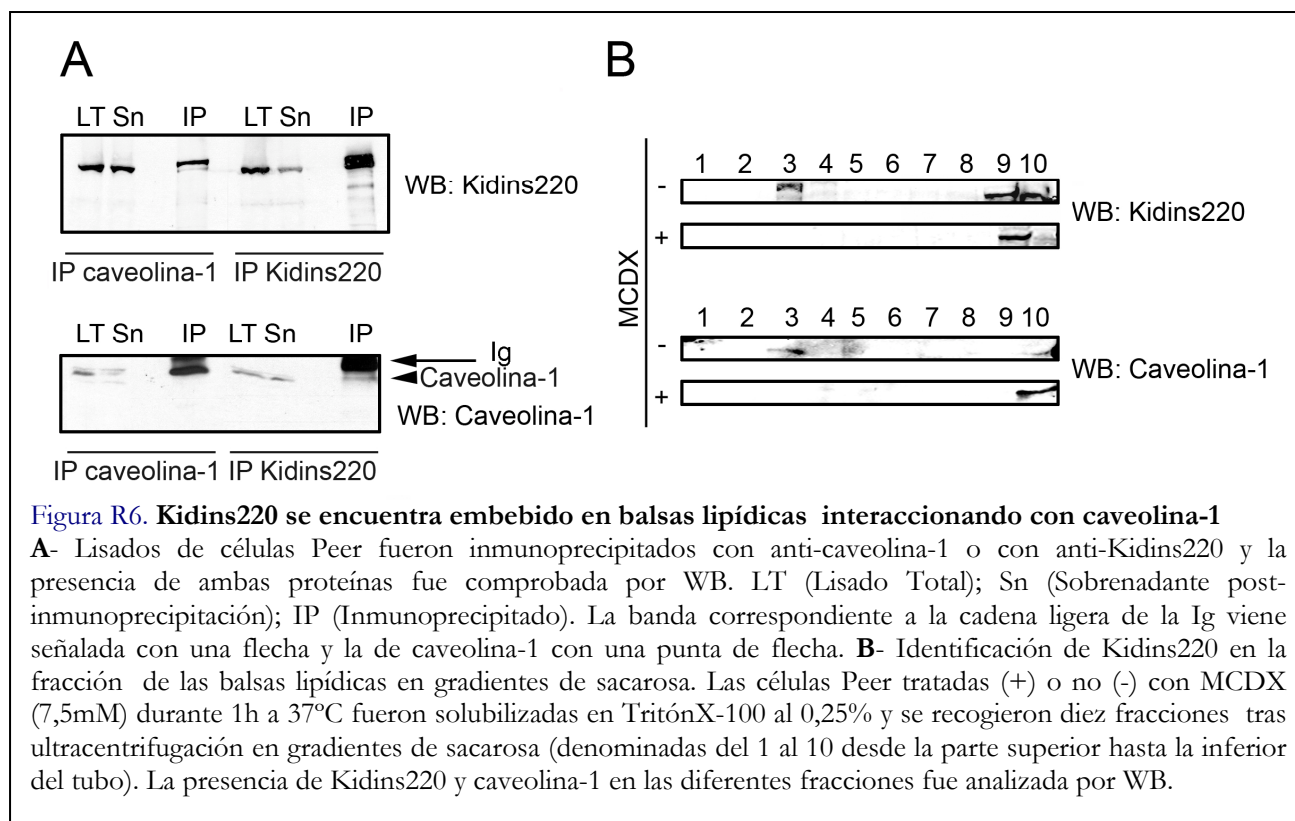 A
B
LT Sn IP LT Sn IP
WB: Kidins220
IP caveolina-1 IP Kidins220
LT Sn IP LT Sn IP
Ig
Caveolina-1
WB: Caveolina-1
IP caveolina-1 IP Kidins220
MCDX
1 2 3 4 5 6 7 8 9 10
-
WB: Kidins220
+
1 2 3 4 5 6 7 8 9 10
-
WB: Caveolina-1
+
Figura R6. Kidins220 se encuentra embebido en balsas lipídicas interaccionando con caveolina-1
A- Lisados de células Peer fueron inmunoprecipitados con anti-caveolina-1 o con anti-Kidins220 y la
presencia de ambas proteínas fue comprobada por WB. LT (Lisado Total); Sn (Sobrenadante post-
inmunoprecipitación); IP (Inmunoprecipitado). La banda correspondiente a la cadena ligera de la Ig viene
señalada con una flecha y la de caveolina-1 con una punta de flecha. B- Identificación de Kidins220 en la
fracción de las balsas lipídicas en gradientes de sacarosa. Las células Peer tratadas (+) o no (-) con MCDX
(7,5mM) durante 1h a 37ºC fueron solubilizadas en TritónX-100 al 0,25% y se recogieron diez fracciones tras
ultracentrifugación en gradientes de sacarosa (denominadas del 1 al 10 desde la parte superior hasta la inferior
del tubo). La presencia de Kidins220 y caveolina-1 en las diferentes fracciones fue analizada por WB.